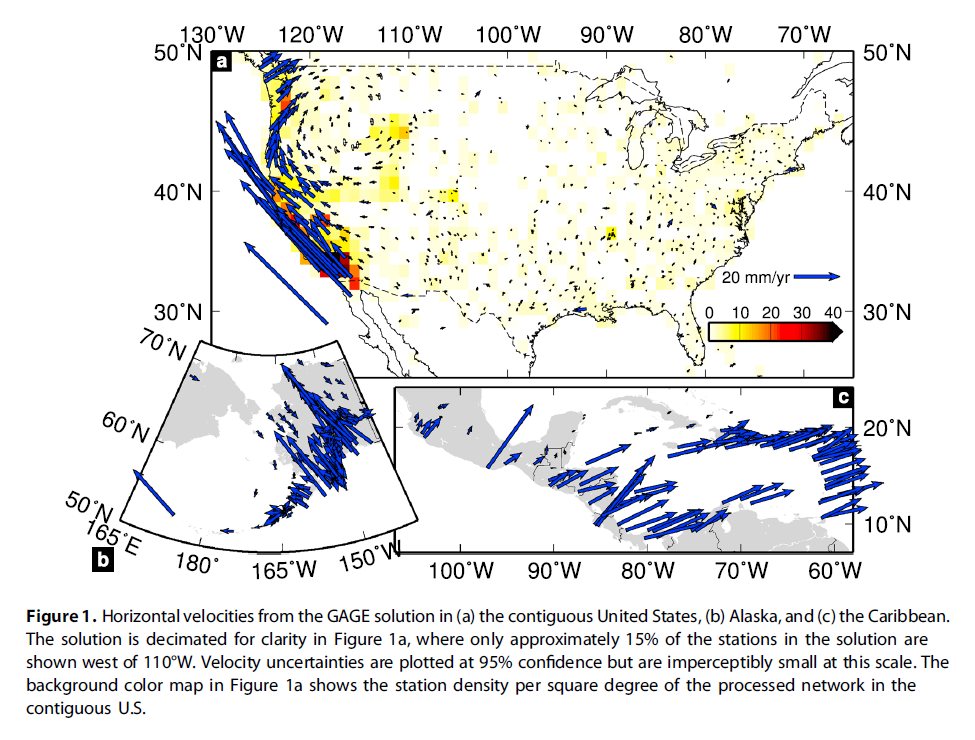 130˚W 120˚W 110˚W 100˚W 90˚W 80˚W 70˚W
50˚N 50˚N
a
40˚N 40˚N
20 mm/yr
30˚N 30˚N
0 10 20 30 40
70˚N
c
60˚N
20˚N
50˚N
10˚N
165˚E
b
180˚ 165˚W 150˚W
100˚W 90˚W 80˚W 70˚W 60˚W
Figure 1. Horizontal velocities from the GAGE solution in (a) the contiguous United States, (b) Alaska, and (c) the Caribbean.
The solution is decimated for clarity in Figure 1a, where only approximately 15% of the stations in the solution are
shown west of 110°W. Velocity uncertainties are plotted at 95% confidence but are imperceptibly small at this scale. The
background color map in Figure 1a shows the station density per square degree of the processed network in the
contiguous U.S.